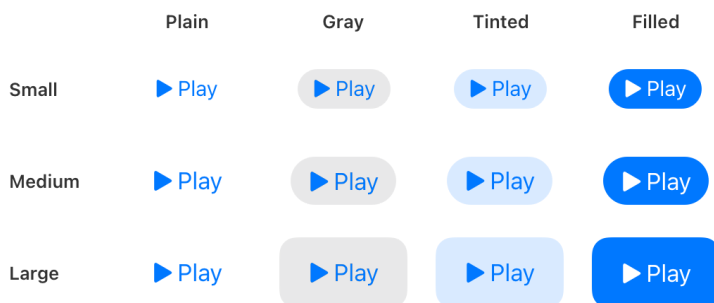 Plain Gray Tinted Filled
Small Play Play Play Play
Medium Play Play Play Play
Large Play Play Play Play